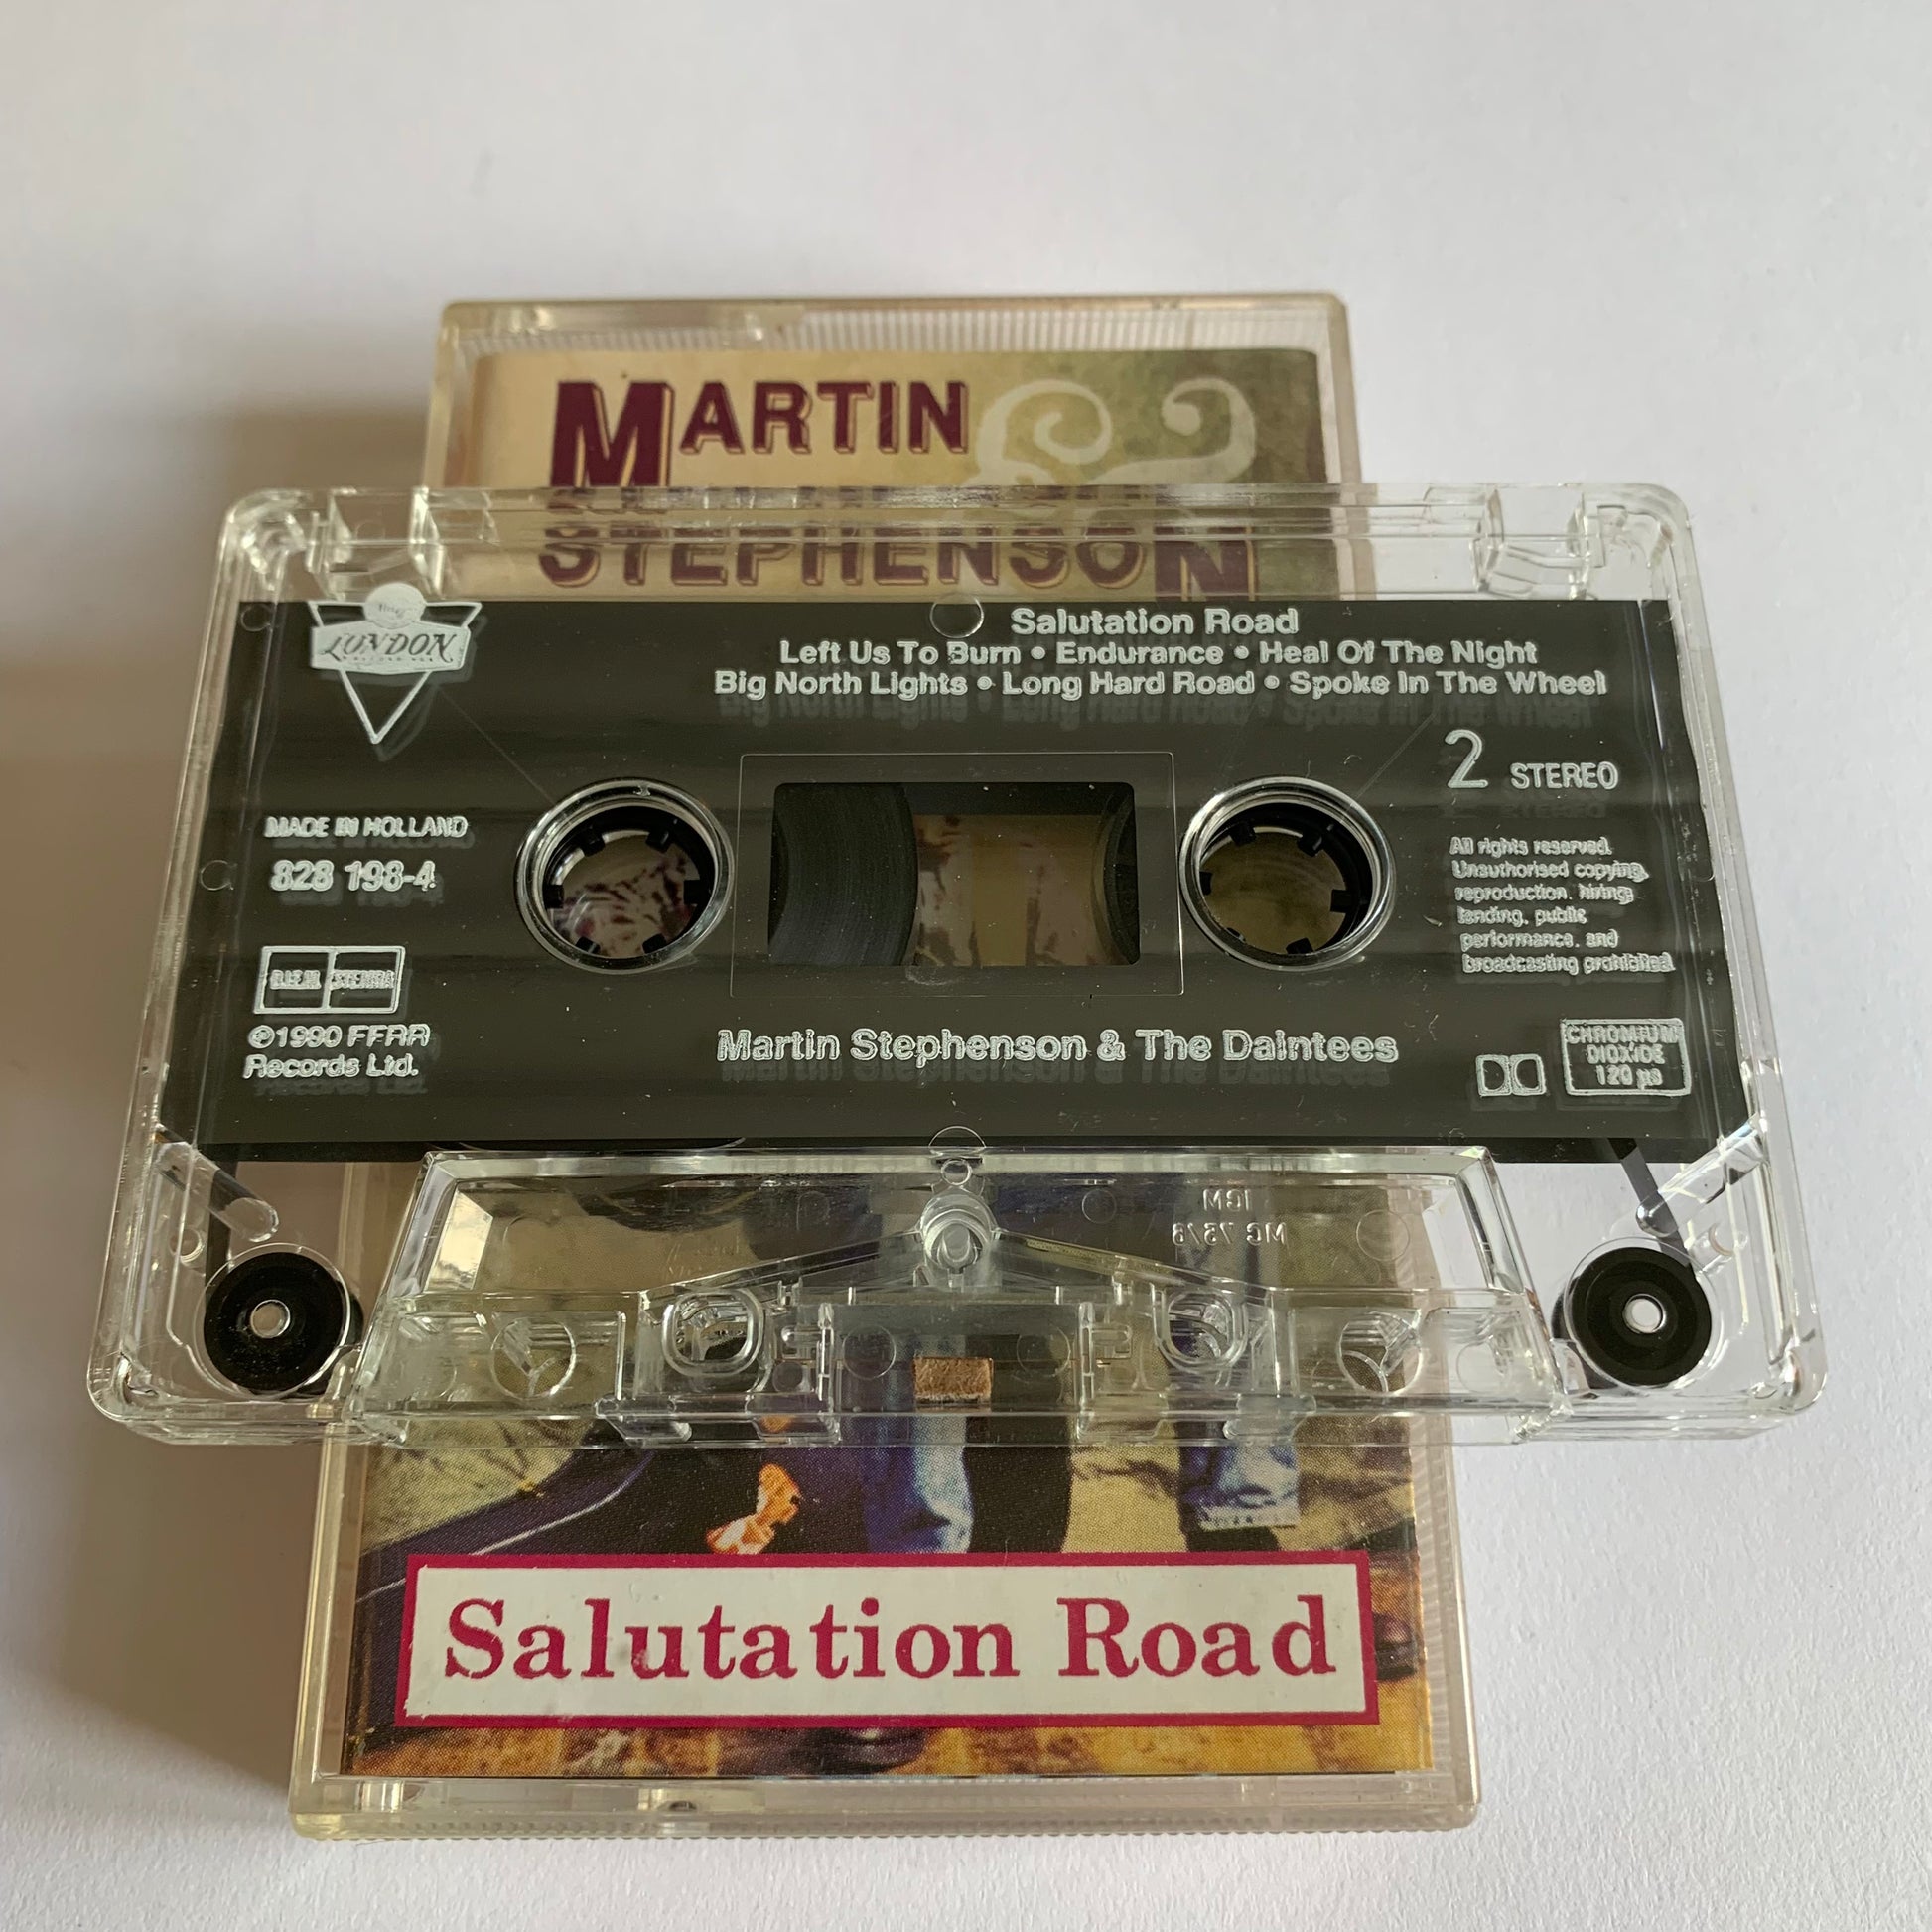 MARTIN
&
STEPHENSON
LONDON
Salutation Road
Left Us To Burn • Endurance • Heal Of The Night
Big North Lights • Long Hard Road • Spoke In The Wheel
2 STEREO
MADE IN HOLLAND
828 198-4
All rights reserved.
Unauthorised copying,
reproduction, hiring,
lending, public
performance, and
broadcasting prohibited.
B.I.E.M. STEMRA
℗1990 FFRR
Records Ltd.
Martin Stephenson & The Daintees
CHROMIUM
DIOXIDE
120 µs
Salutation Road